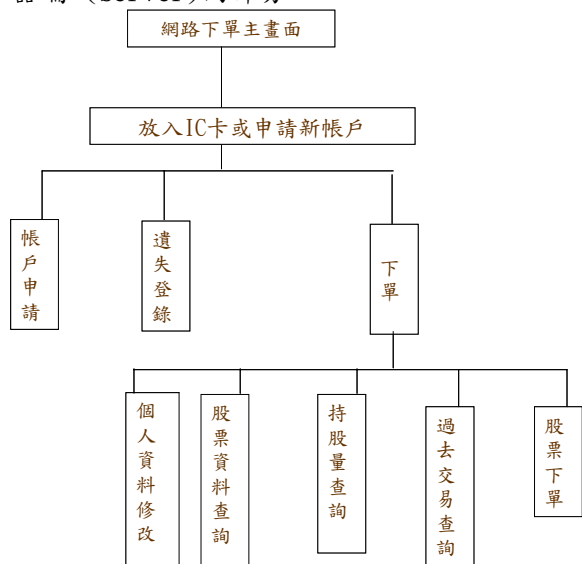 網路下單主畫面
放入IC卡或申請新帳戶
帳戶申請
遺失登錄
下單
個人資料修改
股票資料查詢
持股量查詢
過去交易查詢
股票下單